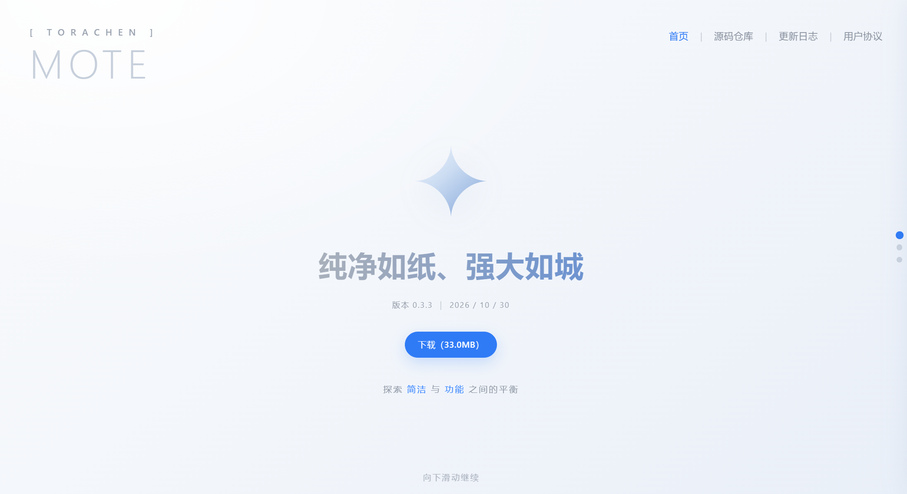 [ TORACHEN ]
MOTE
首页 | 源码仓库 | 更新日志 | 用户协议
纯净如纸、强大如城
版本 0.3.3 | 2026 / 10 / 30
下载（33.0MB）
探索 简洁 与 功能 之间的平衡
向下滑动继续